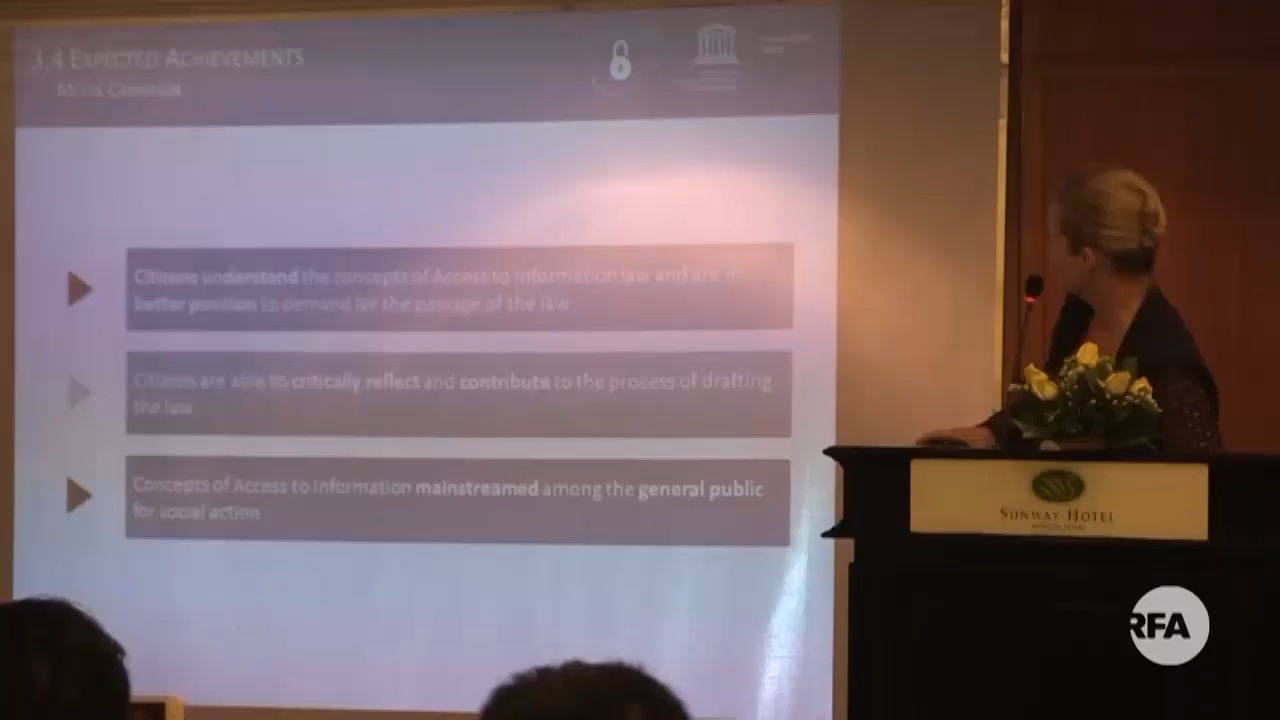 3.4 EXPECTED ACHIEVEMENTS
Citizens understand the concepts of Access to Information law and are in
better position to demand for the passage of the law
Citizens are able to critically reflect and contribute to the process of drafting
the law
Concepts of Access to Information mainstreamed among the general public
for social action
SUNWAY HOTEL
RFA